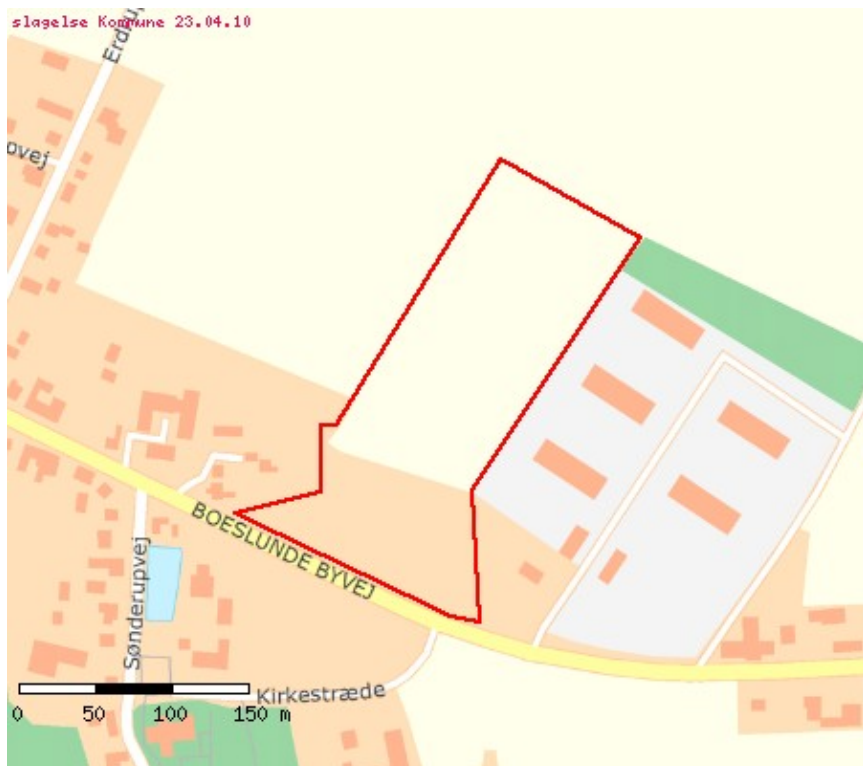 slagelse Kommune 23.04.10
ovej
BOESLUNDE BYVEJ
Sønderupvej
Kirkestræde
0 50 100 150 m